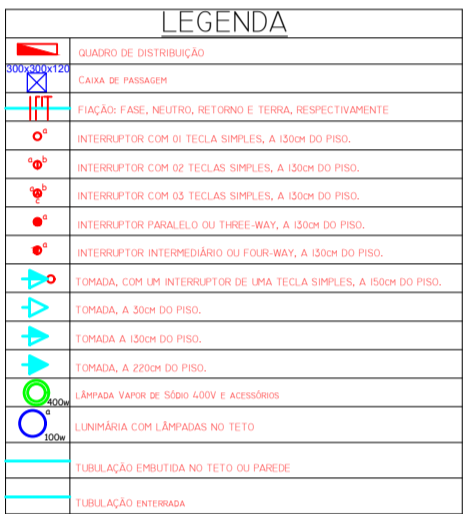 LEGENDA
QUADRO DE DISTRIBUIÇÃO
300x300x120
CAIXA DE PASSAGEM
FIAÇÃO: FASE, NEUTRO, RETORNO E TERRA, RESPECTIVAMENTE
a
INTERRUPTOR COM 01 TECLA SIMPLES, A 130CM DO PISO.
a b
INTERRUPTOR COM 02 TECLAS SIMPLES, A 130CM DO PISO.
a b
c
INTERRUPTOR COM 03 TECLAS SIMPLES, A 130CM DO PISO.
a
INTERRUPTOR PARALELO OU THREE-WAY, A 130CM DO PISO.
a
INTERRUPTOR INTERMEDIÁRIO OU FOUR-WAY, A 130CM DO PISO.
TOMADA, COM UM INTERRUPTOR DE UMA TECLA SIMPLES, A 150CM DO PISO.
TOMADA, A 30CM DO PISO.
TOMADA A 130CM DO PISO.
TOMADA, A 220CM DO PISO.
400w
LÂMPADA VAPOR DE SÓDIO 400V E ACESSÓRIOS
a
100w
LUNIMÁRIA COM LÂMPADAS NO TETO
TUBULAÇÃO EMBUTIDA NO TETO OU PAREDE
TUBULAÇÃO ENTERRADA